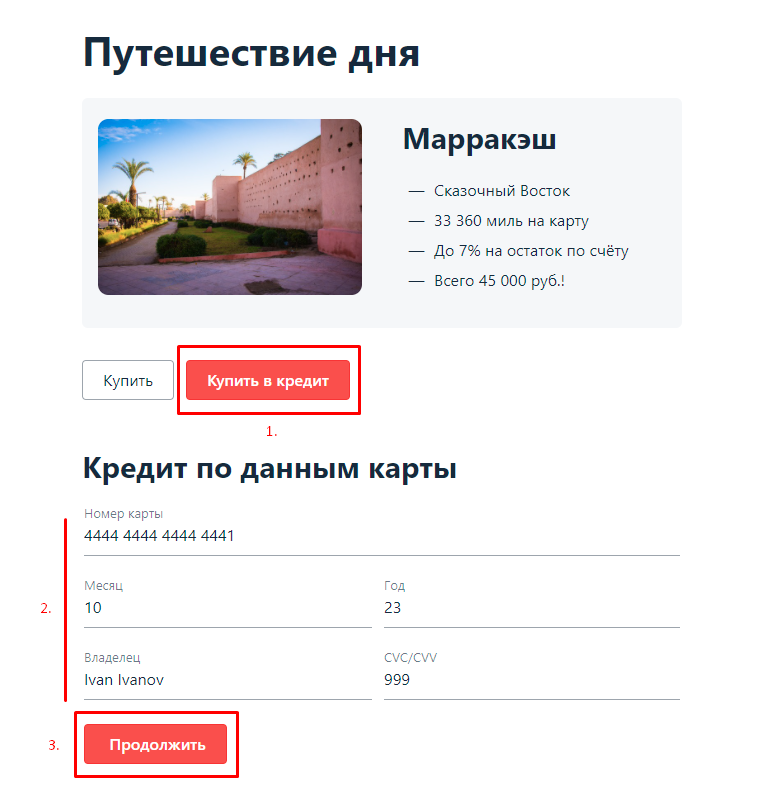 Путешествие дня
Марракэш
— Сказочный Восток
— 33 360 миль на карту
— До 7% на остаток по счёту
— Всего 45 000 руб.!
Купить
Купить в кредит
1.
Кредит по данным карты
Номер карты
4444 4444 4444 4441
Месяц
Год
2.
10
23
Владелец
CVC/CVV
Ivan Ivanov
999
3.
Продолжить